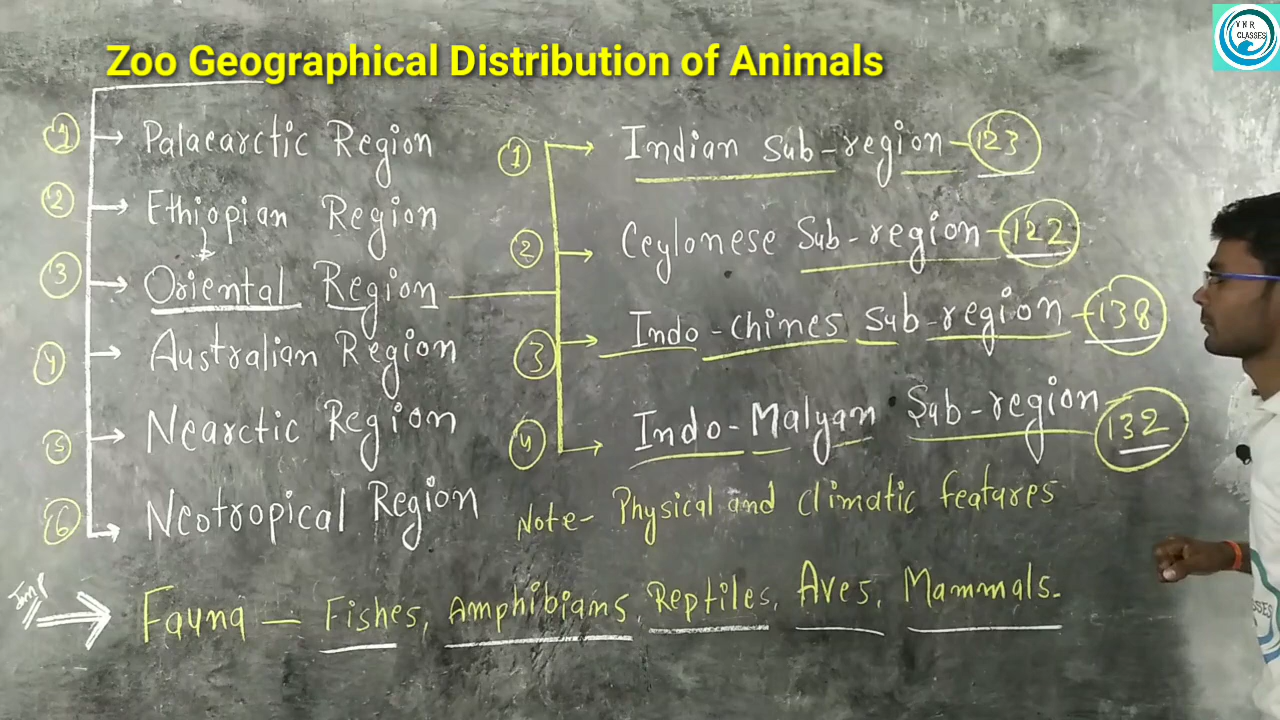 Zoo Geographical Distribution of Animals
VNR CLASSES
1 Palaearctic Region
2 Ethiopian Region
3 Oriental Region
4 Australian Region
5 Nearctic Region
6 Neotropical Region
1 Indian Sub-region - 123
2 Ceylonese Sub-region - 122
3 Indo-Chines Sub-region - 138
4 Indo-Malyan Sub-region - 132
Note- Physical and climatic features
Fauna - Fishes, Amphibians, Reptiles, Aves, Mammals.